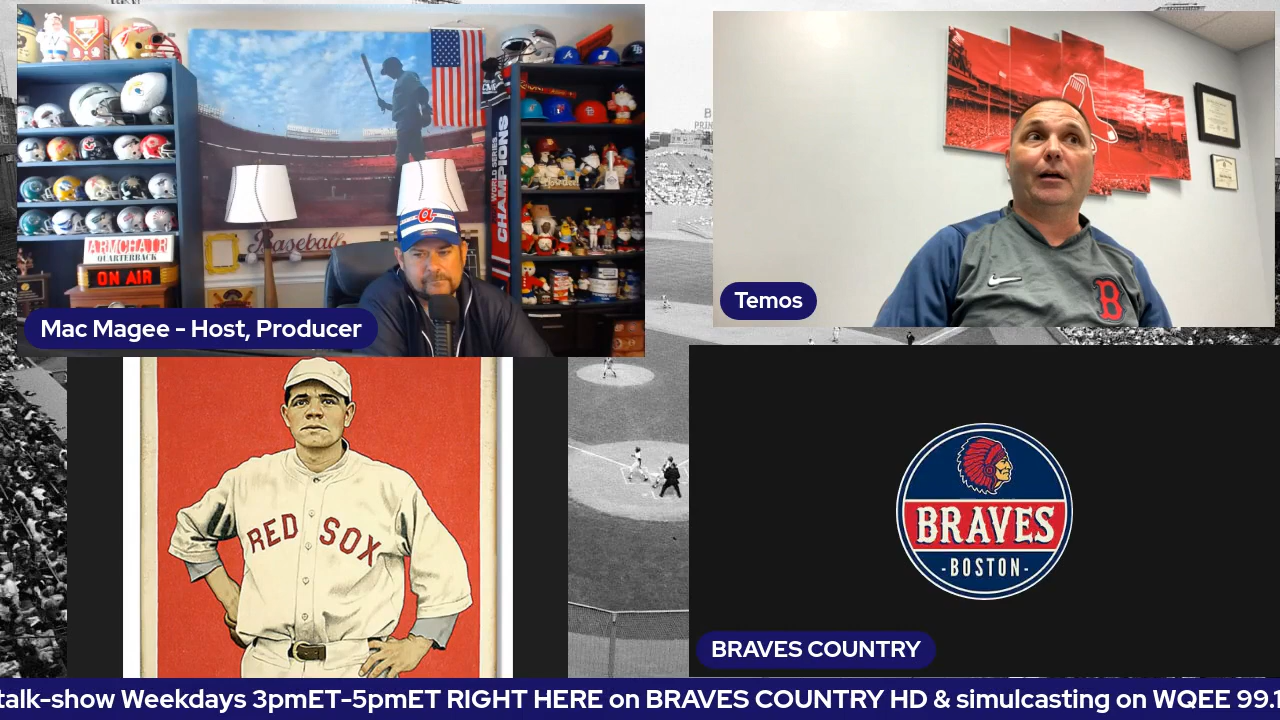 WORLD SERIES
CHAMPIONS
Baseball
ARMCHAIR
QUARTERBACK
ON AIR
Mac Magee - Host, Producer
B
Temos
RED SOX
BRAVES
-BOSTON-
BRAVES COUNTRY
talk-show Weekdays 3pmET-5pmET RIGHT HERE on BRAVES COUNTRY HD & simulcasting on WQEE 99.1